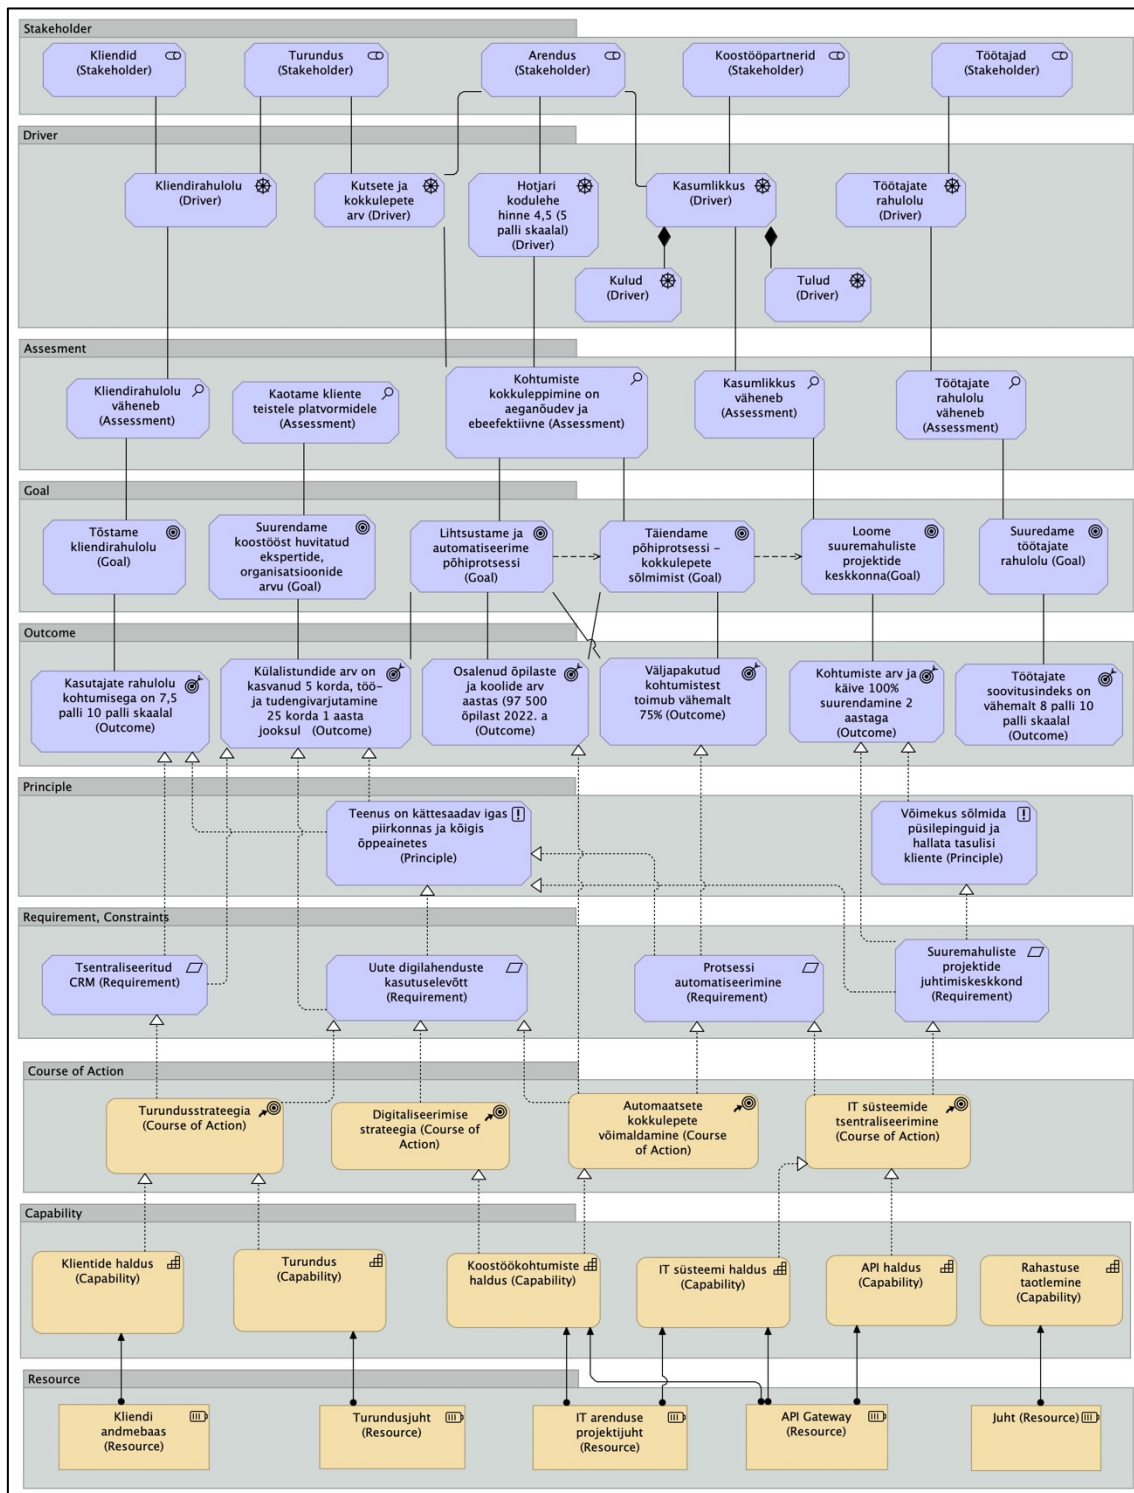 Stakeholder
Kliendid
(Stakeholder)
Turundus
(Stakeholder)
Arendus
(Stakeholder)
Koostööpartnerid
(Stakeholder)
Töötajad
(Stakeholder)
Driver
Kliendirahulolu
(Driver)
Kutsete ja
kokkulepete
arv (Driver)
Hotjari
kodulehe
hinne 4,5 (5
palli skaalal)
(Driver)
Kasumlikkus
(Driver)
Töötajate
rahulolu
(Driver)
Kulud
(Driver)
Tulud
(Driver)
Assesment
Kliendirahulolu
väheneb
(Assessment)
Kaotame kliente
teistele platvormidele
(Assessment)
Kohtumiste
kokkuleppimine on
aeganõudev ja
ebeefektiivne (Assessment)
Kasumlikkus
väheneb
(Assessment)
Töötajate
rahulolu
väheneb
(Assessment)
Goal
Tõstame
kliendirahulolu
(Goal)
Suurendame
koostööst huvitatud
ekspertide,
organisatsioonide
arvu (Goal)
Lihtsustame ja
automatiseerime
põhiprotsessi
(Goal)
Täiendame
põhiprotsessi –
kokkulepete
sõlmimist (Goal)
Loome
suuremahuliste
projektide
keskkonna(Goal)
Suuredame
töötajate
rahulolu (Goal)
Outcome
Kasutajate rahulolu
kohtumisega on 7,5
palli 10 palli skaalal
(Outcome)
Külalistundide arv on
kasvanud 5 korda, töö-
ja tudengivarjutamine
25 korda 1 aasta
jooksul (Outcome)
Osalenud õpilaste
ja koolide arv
aastas (97 500
õpilast 2022. a
(Outcome)
Väljapakutud
kohtumistest
toimub vähemalt
75% (Outcome)
Kohtumiste arv ja
käive 100%
suurendamine 2
aastaga
(Outcome)
Töötajate
soovitusindeks on
vähemalt 8 palli 10
palli skaalal
(Outcome)
Principle
Teenus on kättesaadav igas
piirkonnas ja kõigis
õppeainetes
(Principle)
Võimekus sõlmida
püsilepinguid ja
hallata tasulisi
kliente (Principle)
Requirement, Constraints
Tsentraliseeritud
CRM (Requirement)
Uute digilahenduste
kasutuselevõtt
(Requirement)
Protsessi
automatiseerimine
(Requirement)
Suuremahuliste
projektide
juhtimiskeskkond
(Requirement)
Course of Action
Turundusstrateegia
(Course of Action)
Digitaliseerimise
strateegia (Course of
Action)
Automaatsete
kokkulepete
võimaldamine (Course
of Action)
IT süsteemide
tsentraliseerimine
(Course of Action)
Capability
Klientide haldus
(Capability)
Turundus
(Capability)
Koostöökohtumiste
haldus (Capability)
IT süsteemi haldus
(Capability)
API haldus
(Capability)
Rahastuse
taotlemine
(Capability)
Resource
Kliendi
andmebaas
(Resource)
Turundusjuht
(Resource)
IT arenduse
projektijuht
(Resource)
API Gateway
(Resource)
Juht (Resource)